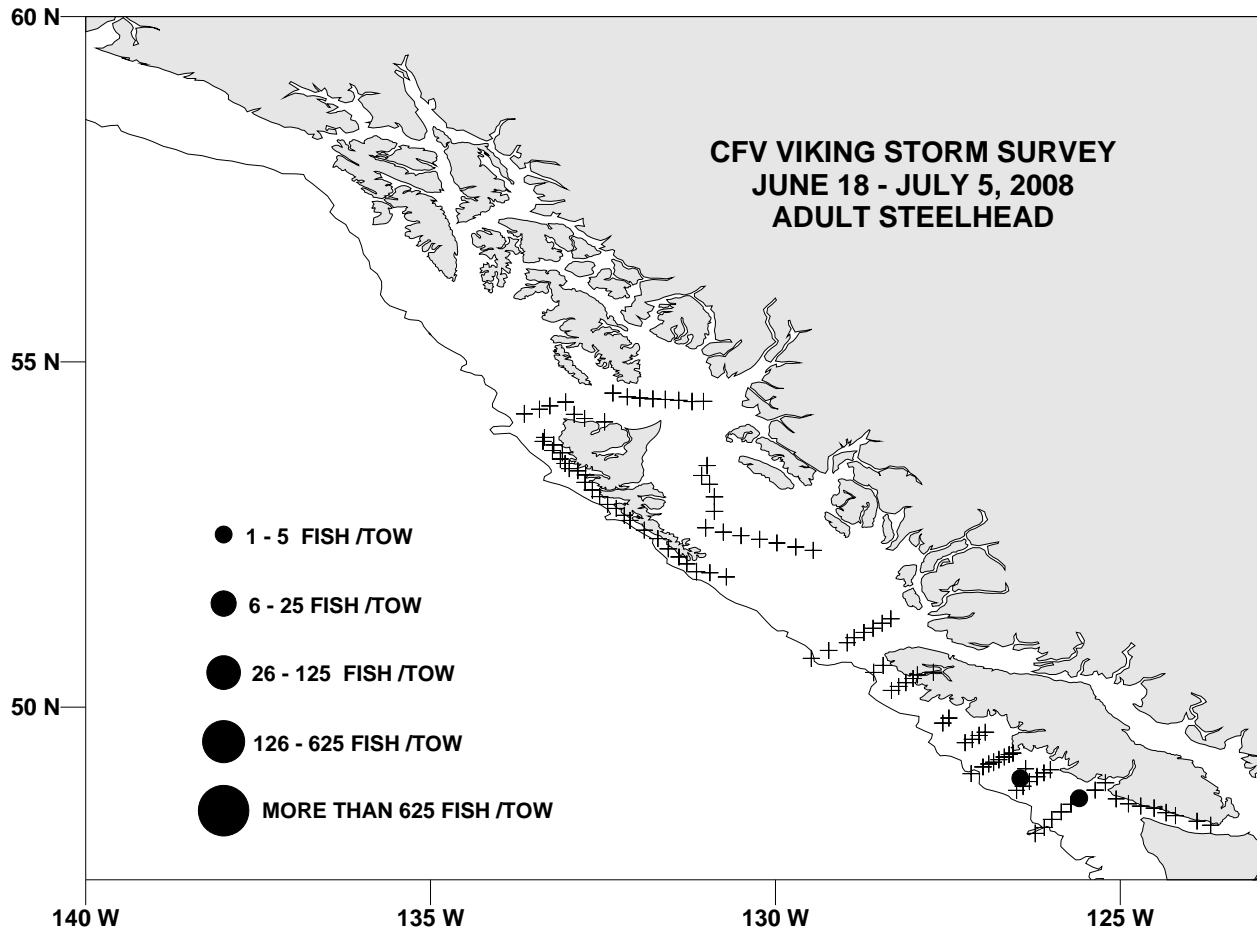 60 N
CFV VIKING STORM SURVEY
JUNE 18 - JULY 5, 2008
ADULT STEELHEAD
55 N
1 - 5 FISH /TOW
6 - 25 FISH /TOW
26 - 125 FISH /TOW
50 N
126 - 625 FISH /TOW
MORE THAN 625 FISH /TOW
140 W
135 W
130 W
125 W